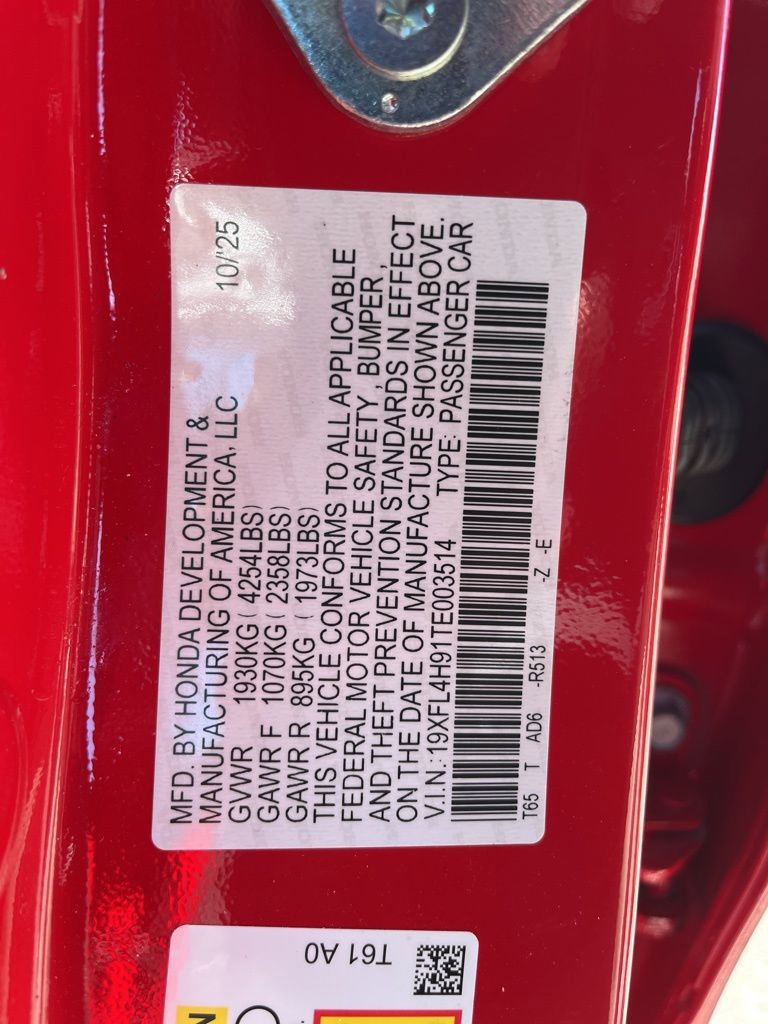 MFD. BY HONDA DEVELOPMENT &
MANUFACTURING OF AMERICA, LLC 10/'25
GVWR 1930KG ( 4254LBS)
GAWR F 1070KG ( 2358LBS)
GAWR R 895KG ( 1973LBS)
THIS VEHICLE CONFORMS TO ALL APPLICABLE
FEDERAL MOTOR VEHICLE SAFETY, BUMPER,
AND THEFT PREVENTION STANDARDS IN EFFECT
ON THE DATE OF MANUFACTURE SHOWN ABOVE.
V.I.N.:19XFL4H91TE003514 TYPE: PASSENGER CAR
T65 T AD6 -R513 -Z -E
T61 A0